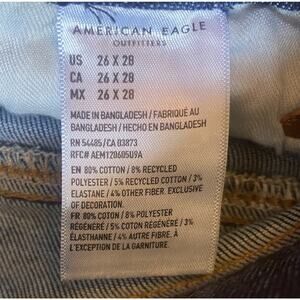 AMERICAN EAGLE
OUTFITTERS
US 26 X 28
CA 26 X 28
MX 26 X 28
MADE IN BANGLADESH / FABRIQUÉ AU
BANGLADESH / HECHO EN BANGLADESH
RN 54485/CA 03873
RFC# AEM120605U9A
EN 80% COTTON / 8% RECYCLED
POLYESTER / 5% RECYCLED COTTON / 3%
ELASTANE / 4% OTHER FIBER. EXCLUSIVE
OF DECORATION.
FR 80% COTON / 8% POLYESTER
RÉGÉNÉRÉ / 5% COTON RÉGÉNÉRÉ / 3%
ÉLASTHANNE / 4% AUTRE FIBRE. À
L'EXCEPTION DE LA GARNITURE.